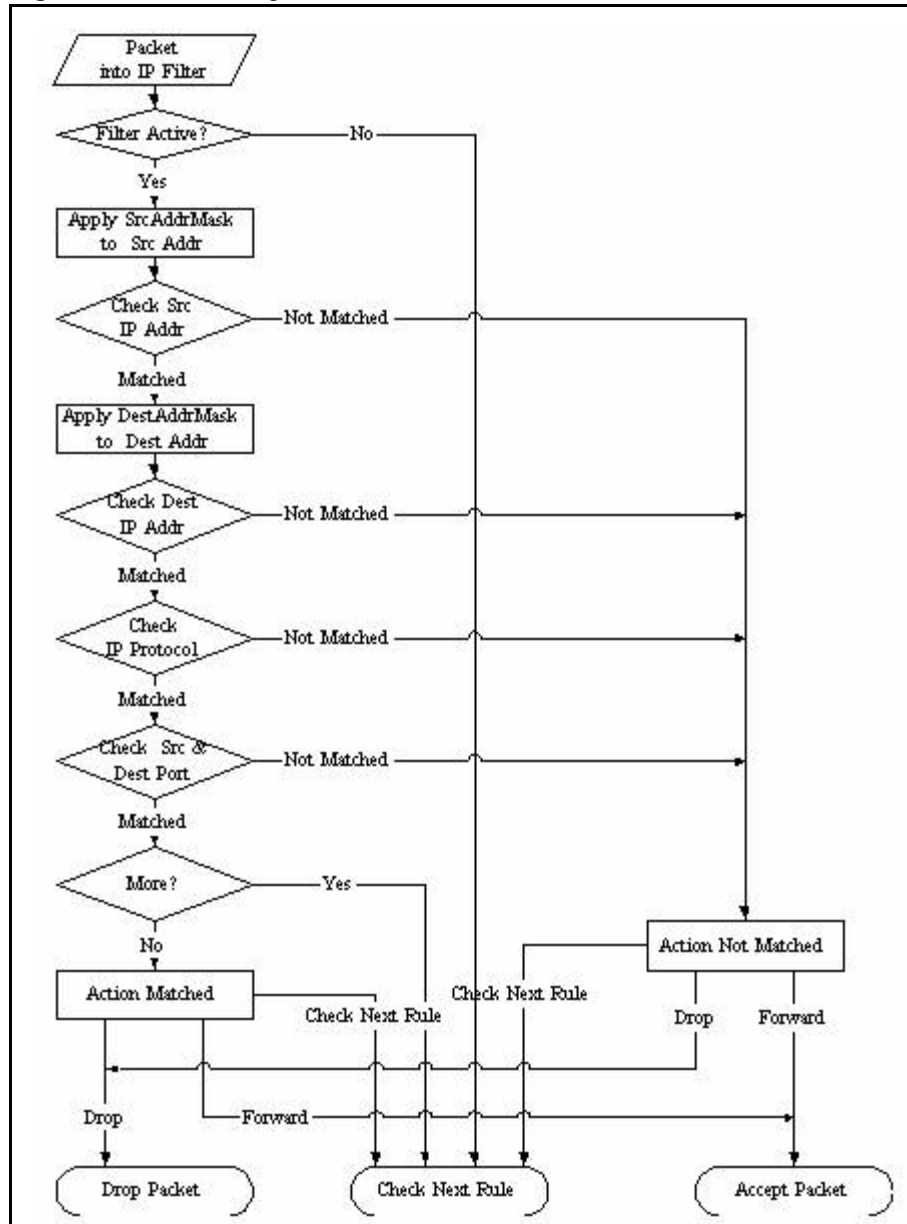 Packet
into IP Filter
Filter Active?
No
Yes
Apply SrcAddrMask
to Src Addr
Check Src
IP Addr
Not Matched
Matched
Apply DestAddrMask
to Dest Addr
Check Dest
IP Addr
Not Matched
Matched
Check
IP Protocol
Not Matched
Matched
Check Src &
Dest Port
Not Matched
Matched
More?
Yes
No
Action Matched
Action Not Matched
Check Next Rule
Check Next Rule
Drop
Forward
Drop
Forward
Drop Packet
Check Next Rule
Accept Packet